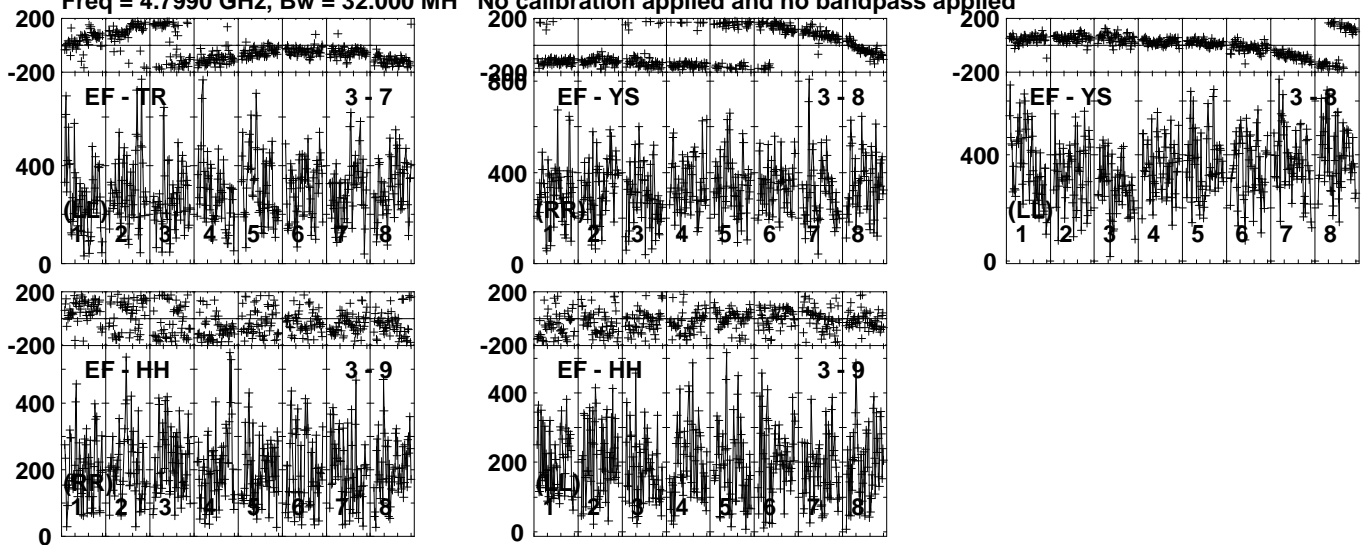 Freq = 4.7990 GHz, Bw = 32.000 MH No calibration applied and no bandpass applied
200
-200
EF - TR 3 - 7
400
(LL)
1 2 3 4 5 6 7 8
0
200
-200
800
EF - YS 3 - 8
400
(RR)
1 2 3 4 5 6 7 8
0
200
-200
EF - YS 3 - 8
400
(LL)
1 2 3 4 5 6 7 8
0
200
-200
EF - HH 3 - 9
400
200
(RR)
1 2 3 4 5 6 7 8
0
200
-200
EF - HH 3 - 9
400
200
(LL)
1 2 3 4 5 6 7 8
0